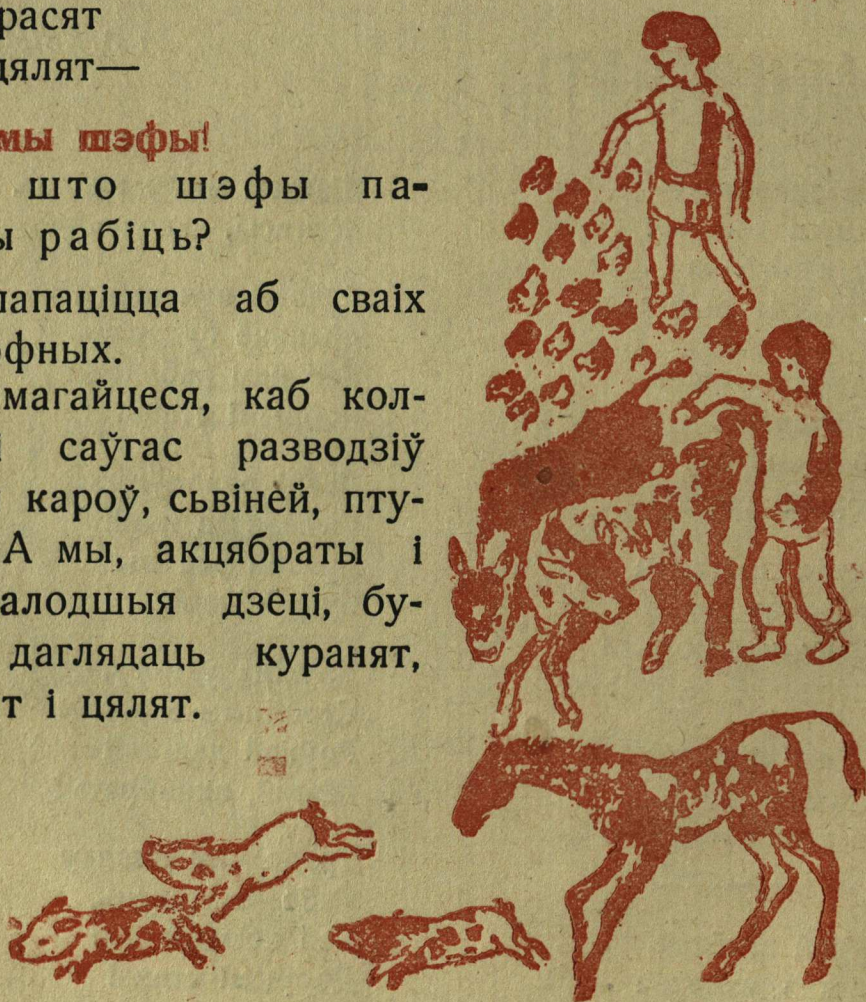 расят
цялят—
мы шэфы!
што шэфы па-
ы рабіць?
лапаціцца аб сваіх
фных.
магайцеся, каб кол-
і саўгас разводзіў
кароў, сьвіней, пту-
А мы, акцябраты і
алодшыя дзеці, бу-
даглядаць куранят,
т і цялят.